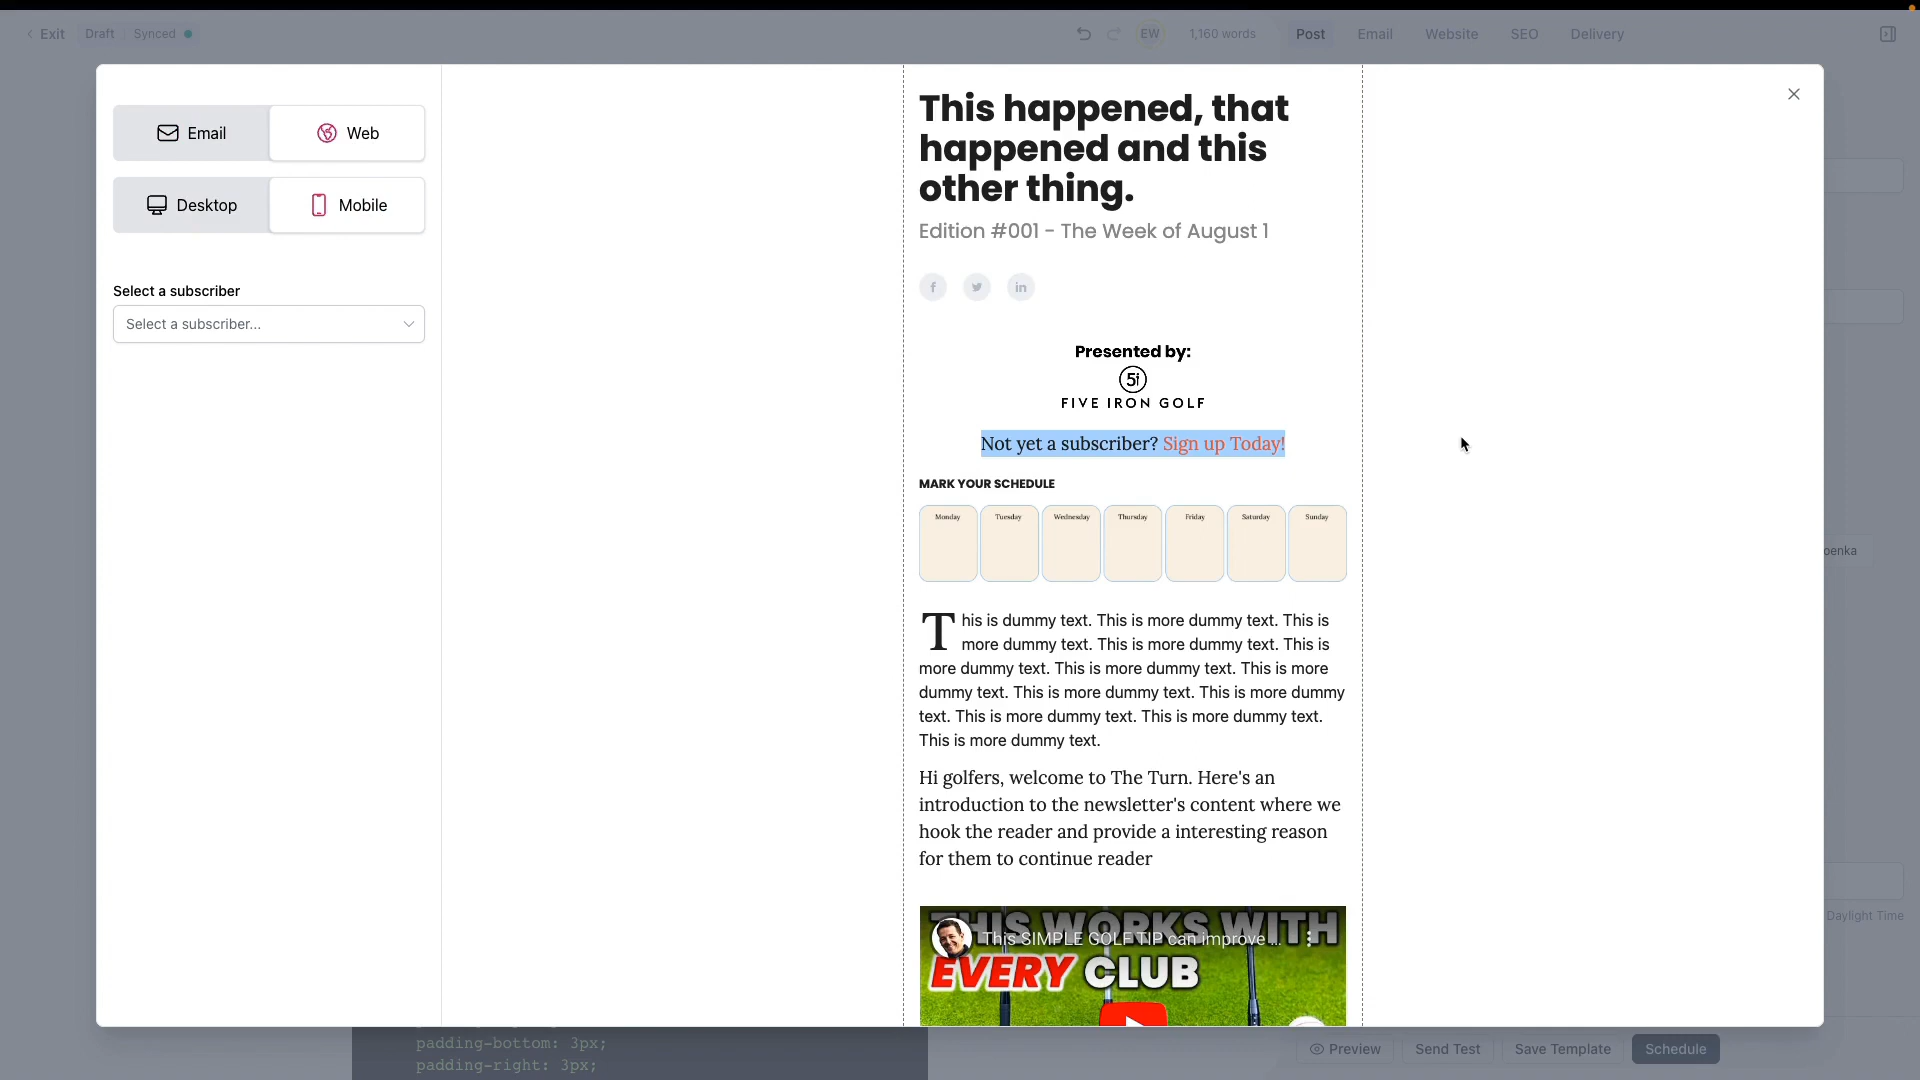 Exit Draft Synced EW 1,160 words Post Email Website SEO Delivery
Email Web
Desktop Mobile
Select a subscriber
Select a subscriber...
This happened, that
happened and this
other thing.
Edition #001 - The Week of August 1
Presented by:
5i
FIVE IRON GOLF
Not yet a subscriber? Sign up Today!
MARK YOUR SCHEDULE
Monday Tuesday Wednesday Thursday Friday Saturday Sunday
This is dummy text. This is more dummy text. This is
more dummy text. This is more dummy text. This is
more dummy text. This is more dummy text. This is more
dummy text. This is more dummy text. This is more dummy
text. This is more dummy text. This is more dummy text.
This is more dummy text.
Hi golfers, welcome to The Turn. Here's an
introduction to the newsletter's content where we
hook the reader and provide a interesting reason
for them to continue reader
THIS WORKS WITH
This SIMPLE GOLF TIP can improve ...
EVERY CLUB
oenka
Daylight Time
padding-bottom: 3px;
padding-right: 3px;
Preview Send Test Save Template Schedule